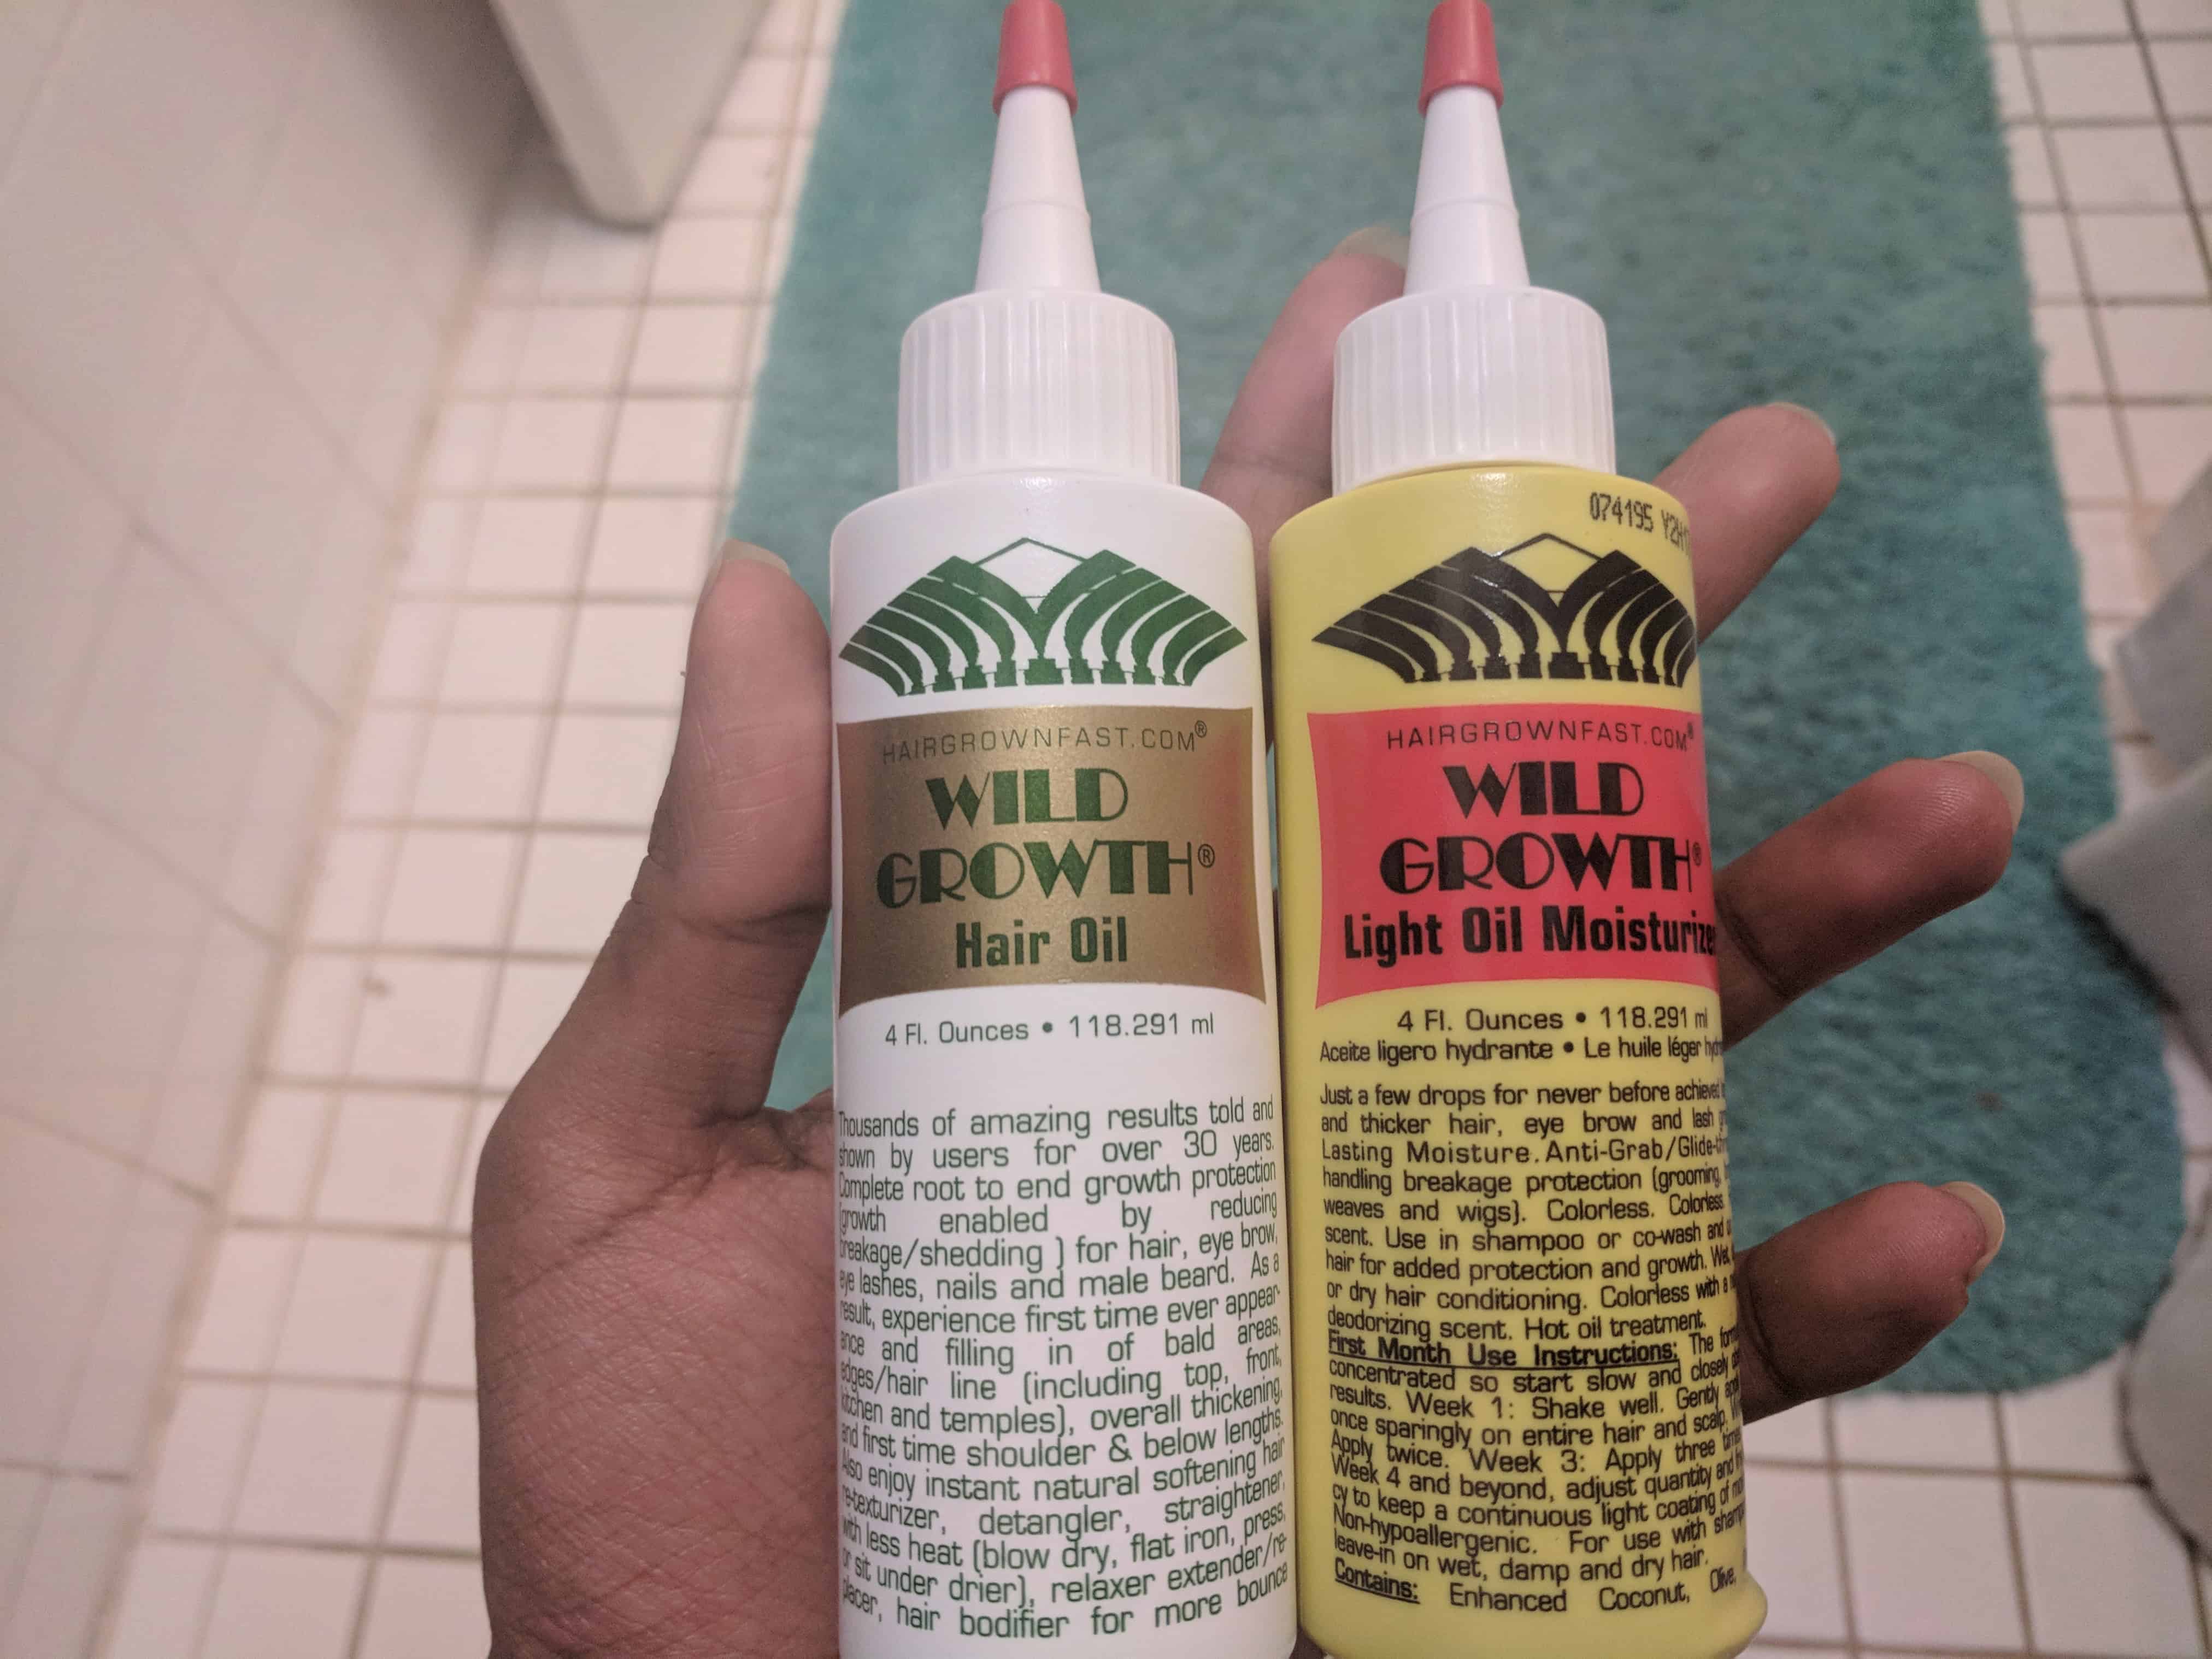 HAIRGROWNFAST.COM®
WILD
GROWTH®
Hair Oil
4 Fl. Ounces • 118.291 ml
Thousands of amazing results told and
shown by users for over 30 years.
Complete root to end growth protection
(growth enabled by reducing
breakage/shedding ) for hair, eye brow,
eye lashes, nails and male beard. As a
result, experience first time ever appear-
ance and filling in of bald areas,
edges/hair line (including top, front,
kitchen and temples), overall thickening,
and first time shoulder & below lengths.
Also enjoy instant natural softening hair
re-texturizer, detangler, straightener,
with less heat (blow dry, flat iron, press,
or sit under drier), relaxer extender/re-
placer, hair bodifier for more bounce
074195
HAIRGROWNFAST.COM®
WILD
GROWTH®
Light Oil Moisturizer
4 Fl. Ounces • 118.291 ml
Aceite ligero hydrante • Le huile léger
Just a few drops for never before achieved
and thicker hair, eye brow and lash
Lasting Moisture. Anti-Grab/Glide-
handling breakage protection (grooming,
weaves and wigs). Colorless. Colorless
scent. Use in shampoo or co-wash and
hair for added protection and growth. Wet,
or dry hair conditioning. Colorless with a
deodorizing scent. Hot oil treatment.
First Month Use Instructions: The
concentrated so start slow and closely
results. Week 1: Shake well. Gently
once sparingly on entire hair and scalp.
Apply twice. Week 3: Apply three times
Week 4 and beyond, adjust quantity and
cy to keep a continuous light coating of
Non-hypoallergenic. For use with
leave-in on wet, damp and dry hair.
Contains: Enhanced Coconut, Olive,